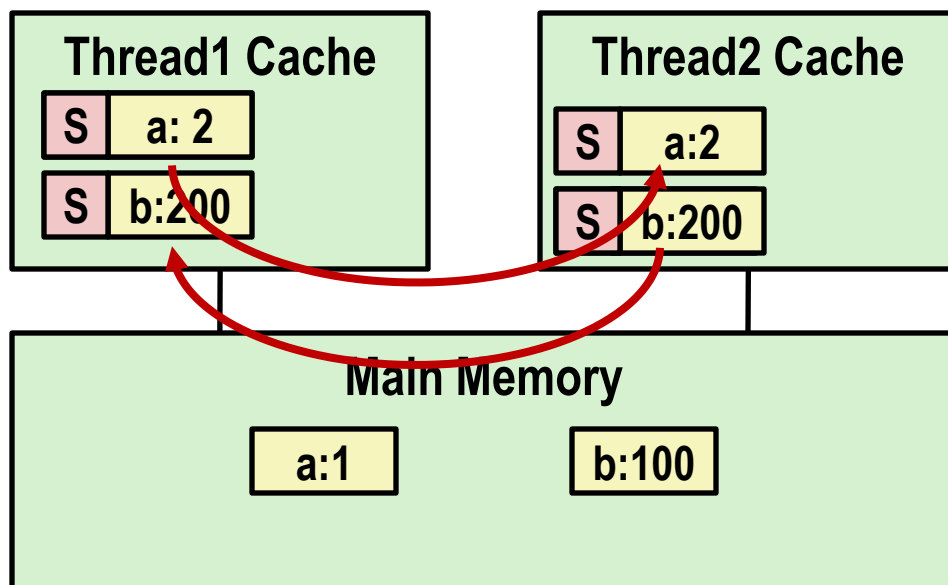 Thread1 Cache
S a: 2
S b:200
Thread2 Cache
S a:2
S b:200
Main Memory
a:1
b:100